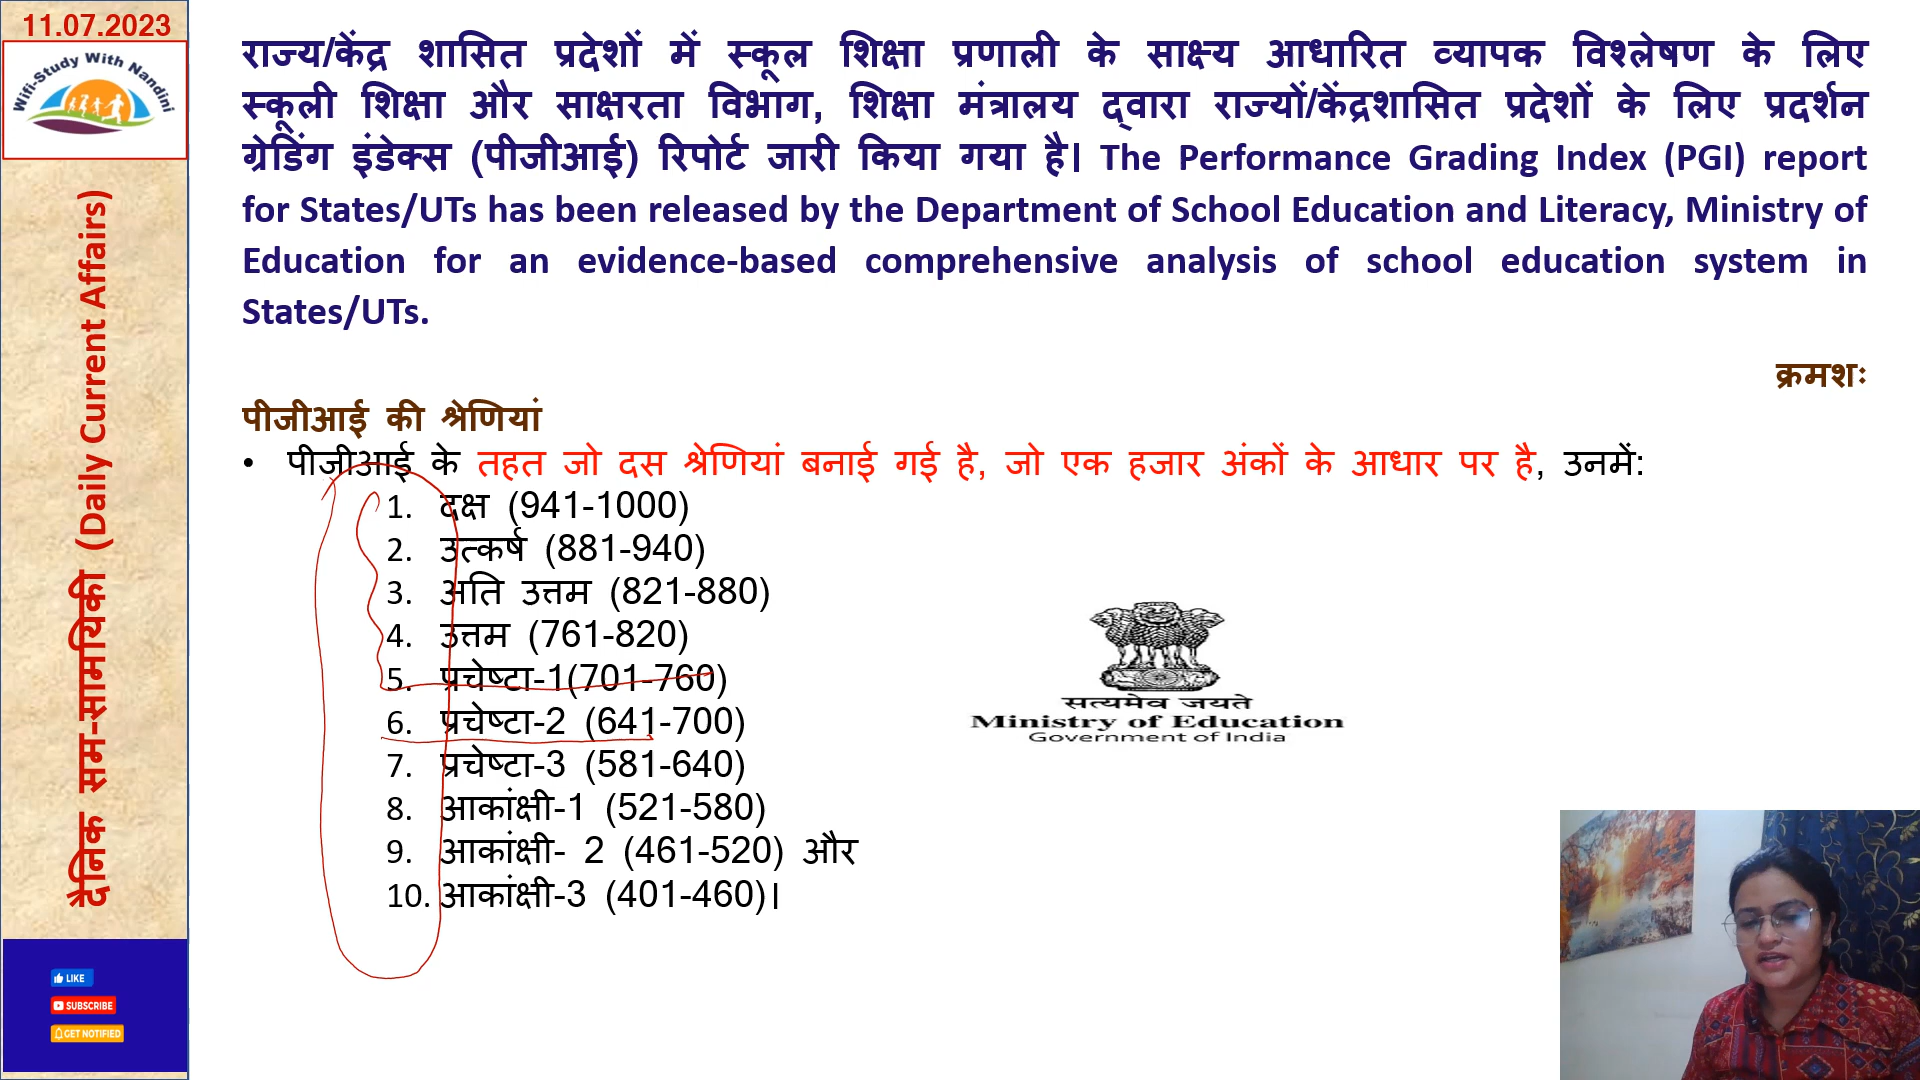 11.07.2023
Wifi-Study With Nandini
दैनिक सम-सामयिकी (Daily Current Affairs)
LIKE
SUBSCRIBE
GET NOTIFIED
राज्य/केंद्र शासित प्रदेशों में स्कूल शिक्षा प्रणाली के साक्ष्य आधारित व्यापक विश्लेषण के लिए
स्कूली शिक्षा और साक्षरता विभाग, शिक्षा मंत्रालय द्वारा राज्यों/केंद्रशासित प्रदेशों के लिए प्रदर्शन
ग्रेडिंग इंडेक्स (पीजीआई) रिपोर्ट जारी किया गया है। The Performance Grading Index (PGI) report
for States/UTs has been released by the Department of School Education and Literacy, Ministry of
Education for an evidence-based comprehensive analysis of school education system in
States/UTs.
क्रमशः
पीजीआई की श्रेणियां
• पीजीआई के तहत जो दस श्रेणियां बनाई गई है, जो एक हजार अंकों के आधार पर है, उनमें:
1. दक्ष (941-1000)
2. उत्कर्ष (881-940)
3. अति उत्तम (821-880)
4. उत्तम (761-820)
5. प्रचेष्टा-1(701-760)
6. प्रचेष्टा-2 (641-700)
7. प्रचेष्टा-3 (581-640)
8. आकांक्षी-1 (521-580)
9. आकांक्षी- 2 (461-520) और
10. आकांक्षी-3 (401-460)।
सत्यमेव जयते
Ministry of Education
Government of India